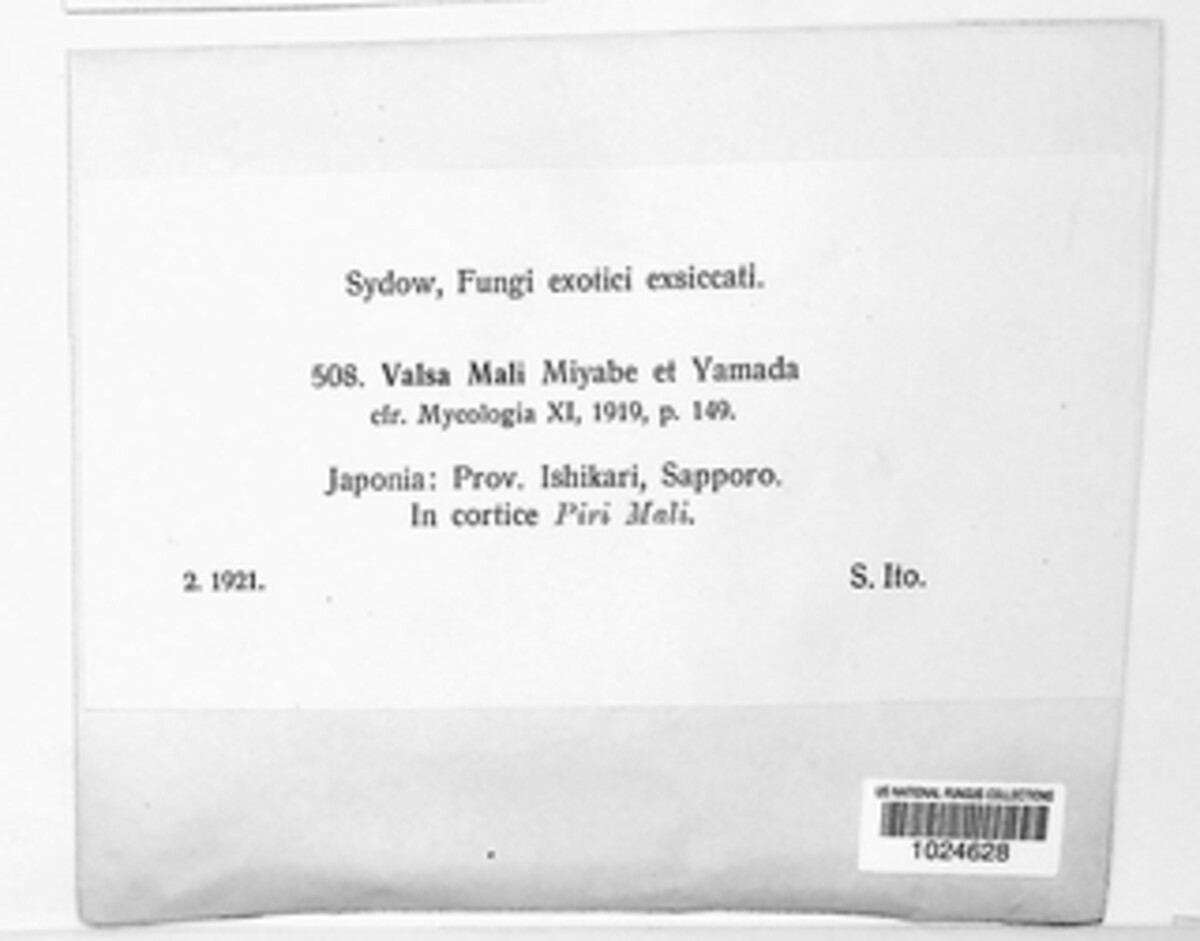 Sydow, Fungi exotici exsiccati.
508. Valsa Mali Miyabe et Yamada
cfr. Mycologia XI, 1919, p. 149.
Japonia: Prov. Ishikari, Sapporo.
In cortice Piri Mali.
2. 1921.
S. Ito.
US NATIONAL FUNGUS COLLECTIONS
1024628